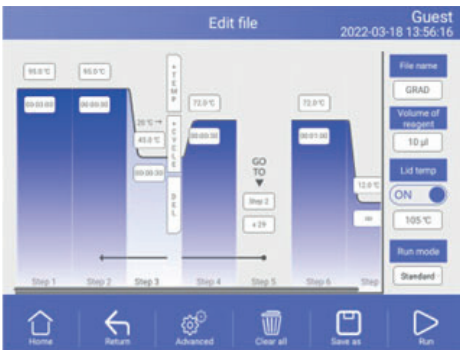 Edit file
Guest
2022-03-18 13:56:16
95.0℃
95.0℃
+TEMP
+CYCLE
DEL
00:03:00
00:00:30
20℃→
45.0℃
00:00:30
72.0℃
00:00:30
GO
TO
Step 2
x 29
72.0℃
00:01:00
12.0℃
∞
Step 1
Step 2
Step 3
Step 4
Step 5
Step 6
Step
File name
GRAD
Volume of
reagent
10 μl
Lid temp
ON
105 ℃
Run mode
Standard
Home
Return
Advanced
Clear all
Save as
Run